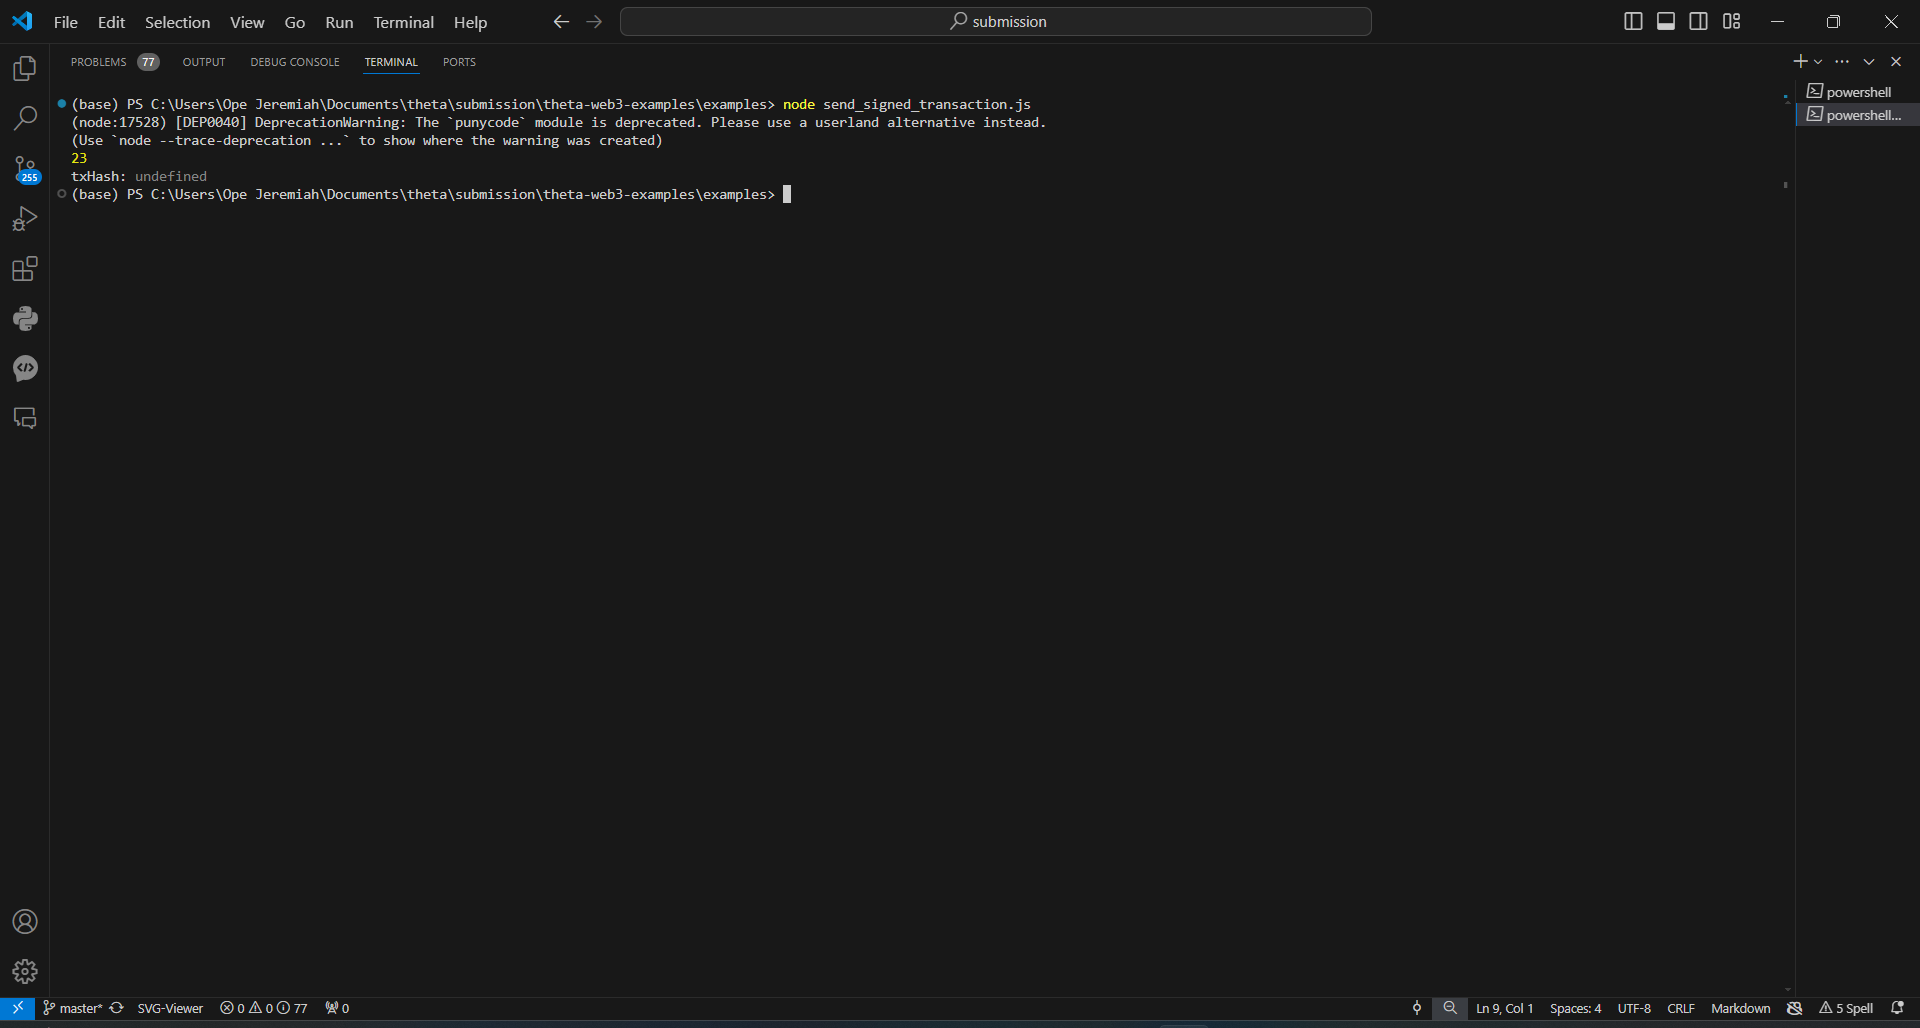 File Edit Selection View Go Run Terminal Help
submission
PROBLEMS 77 OUTPUT DEBUG CONSOLE TERMINAL PORTS
(base) PS C:\Users\Ope Jeremiah\Documents\theta\submission\theta-web3-examples\examples> node send_signed_transaction.js
(node:17528) [DEP0040] DeprecationWarning: The `punycode` module is deprecated. Please use a userland alternative instead.
(Use `node --trace-deprecation ...` to show where the warning was created)
23
txHash: undefined
(base) PS C:\Users\Ope Jeremiah\Documents\theta\submission\theta-web3-examples\examples>
powershell
powershell...
255
master* SVG-Viewer 0 0 77 0 Ln 9, Col 1 Spaces: 4 UTF-8 CRLF Markdown 5 Spell